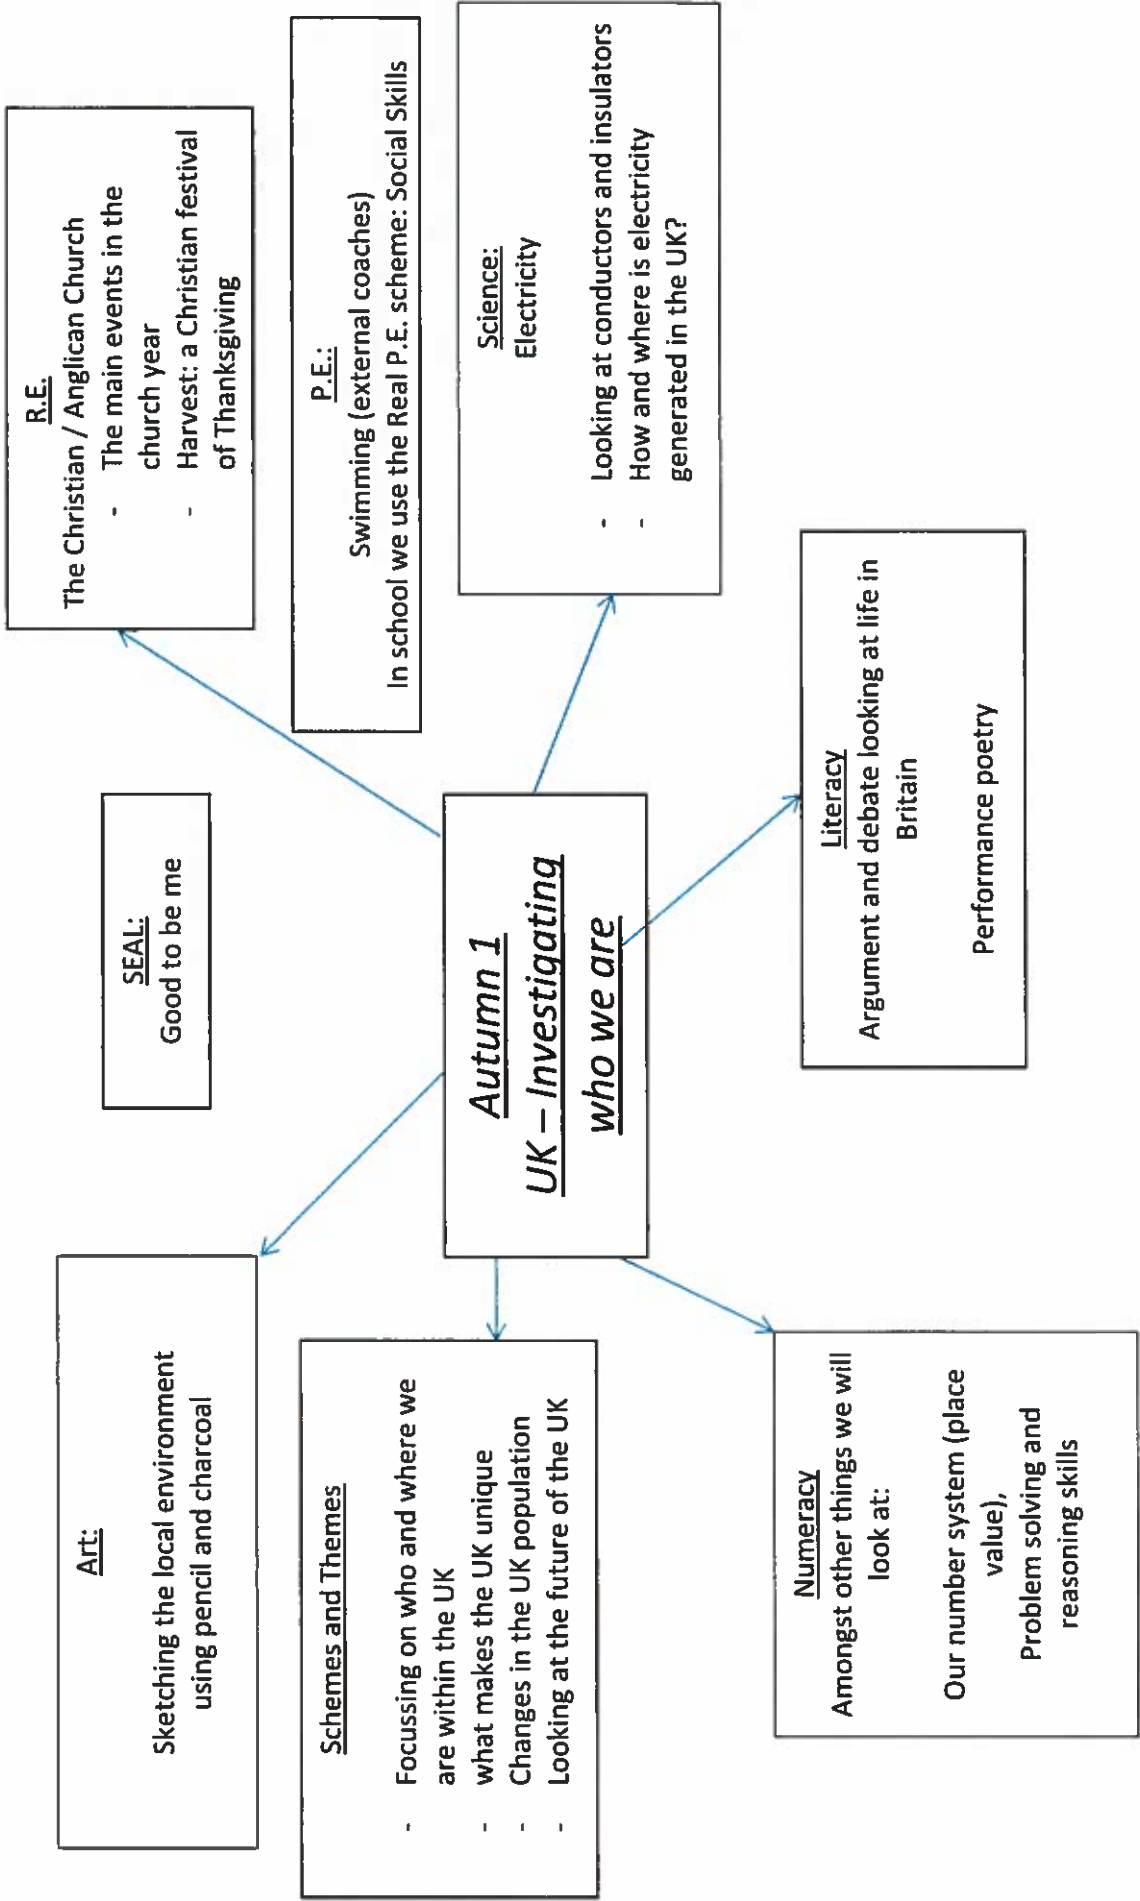 Art:
Sketching the local environment
using pencil and charcoal
SEAL:
Good to be me
R.E.
The Christian / Anglican Church
- The main events in the
church year
- Harvest: a Christian festival
of Thanksgiving
P.E.:
Swimming (external coaches)
In school we use the Real P.E. scheme: Social Skills
Schemes and Themes
- Focussing on who and where we
are within the UK
- what makes the UK unique
- Changes in the UK population
- Looking at the future of the UK
Autumn 1
UK – Investigating
who we are
Science:
Electricity
- Looking at conductors and insulators
- How and where is electricity
generated in the UK?
Numeracy
Amongst other things we will
look at:
Our number system (place
value),
Problem solving and
reasoning skills
Literacy
Argument and debate looking at life in
Britain
Performance poetry